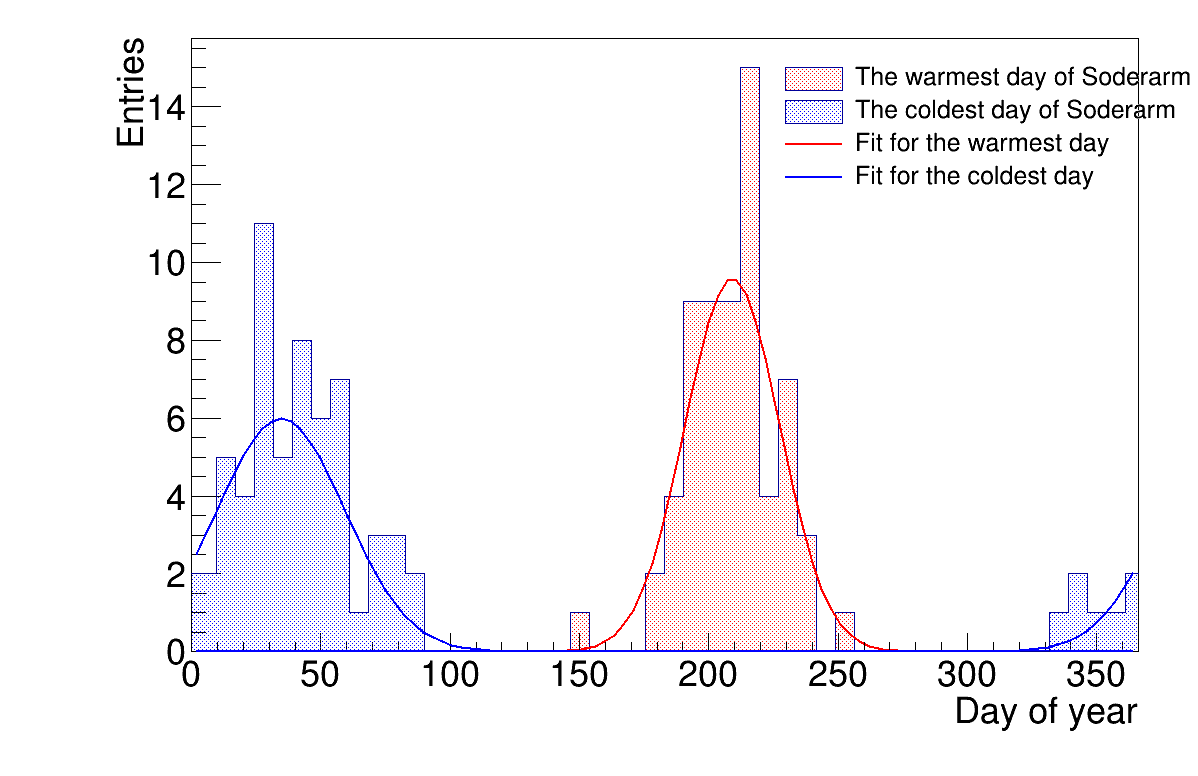 Entries
14
12
10
8
6
4
2
0
The warmest day of Soderarm
The coldest day of Soderarm
Fit for the warmest day
Fit for the coldest day
0 50 100 150 200 250 300 350
Day of year